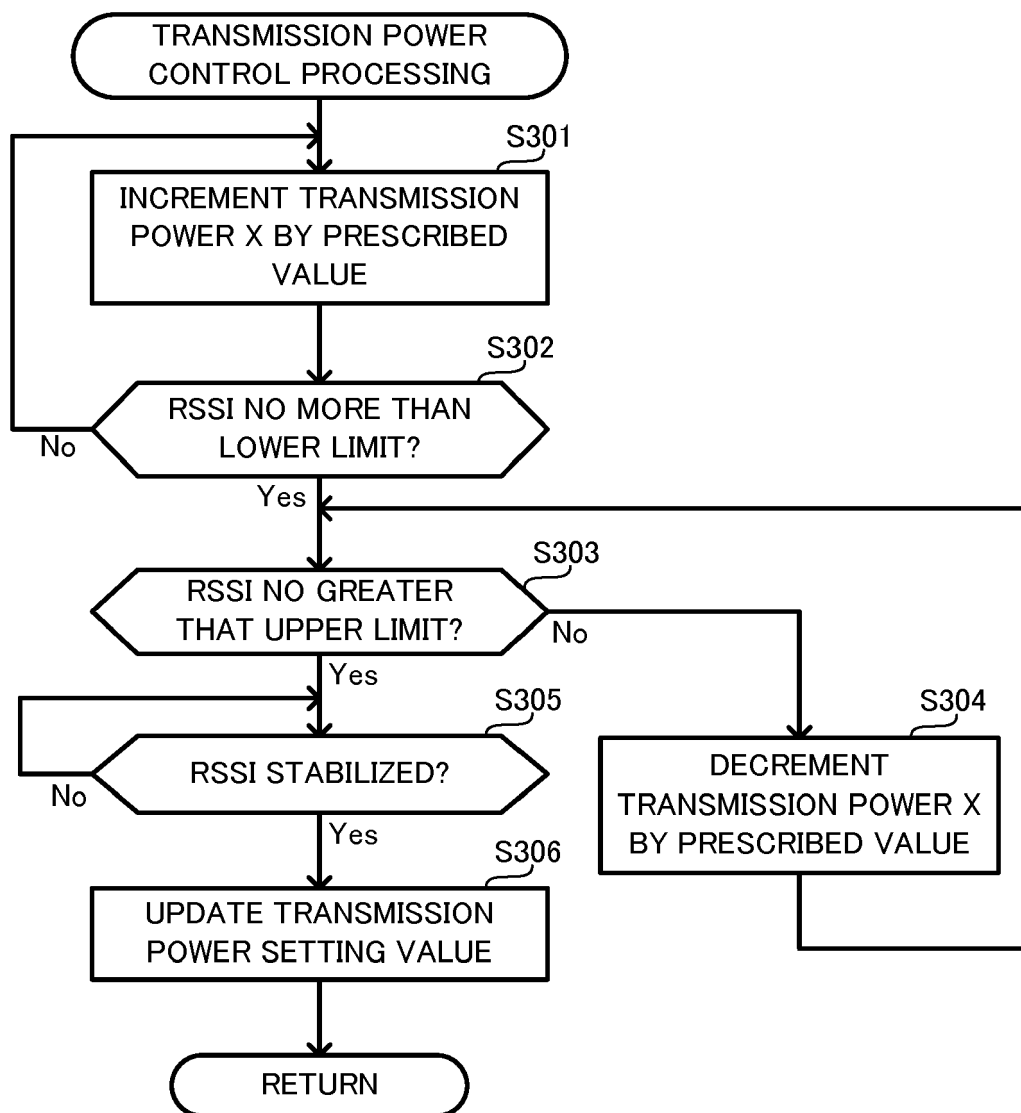 TRANSMISSION POWER
CONTROL PROCESSING
S301
INCREMENT TRANSMISSION
POWER X BY PRESCRIBED
VALUE
S302
RSSI NO MORE THAN
LOWER LIMIT?
No
Yes
S303
RSSI NO GREATER
THAT UPPER LIMIT?
No
Yes
S305
RSSI STABILIZED?
No
Yes
S304
DECREMENT
TRANSMISSION POWER X
BY PRESCRIBED VALUE
S306
UPDATE TRANSMISSION
POWER SETTING VALUE
RETURN